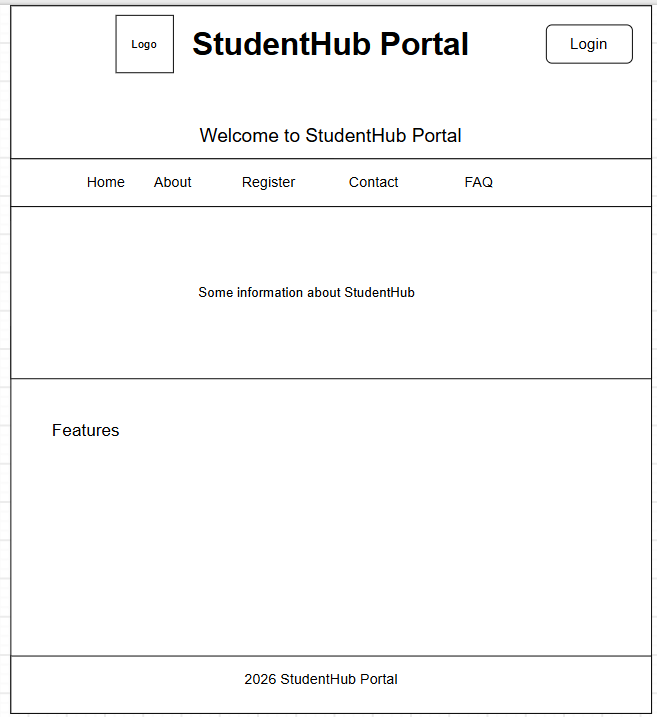 Logo
StudentHub Portal
Login
Welcome to StudentHub Portal
Home About Register Contact FAQ
Some information about StudentHub
Features
2026 StudentHub Portal